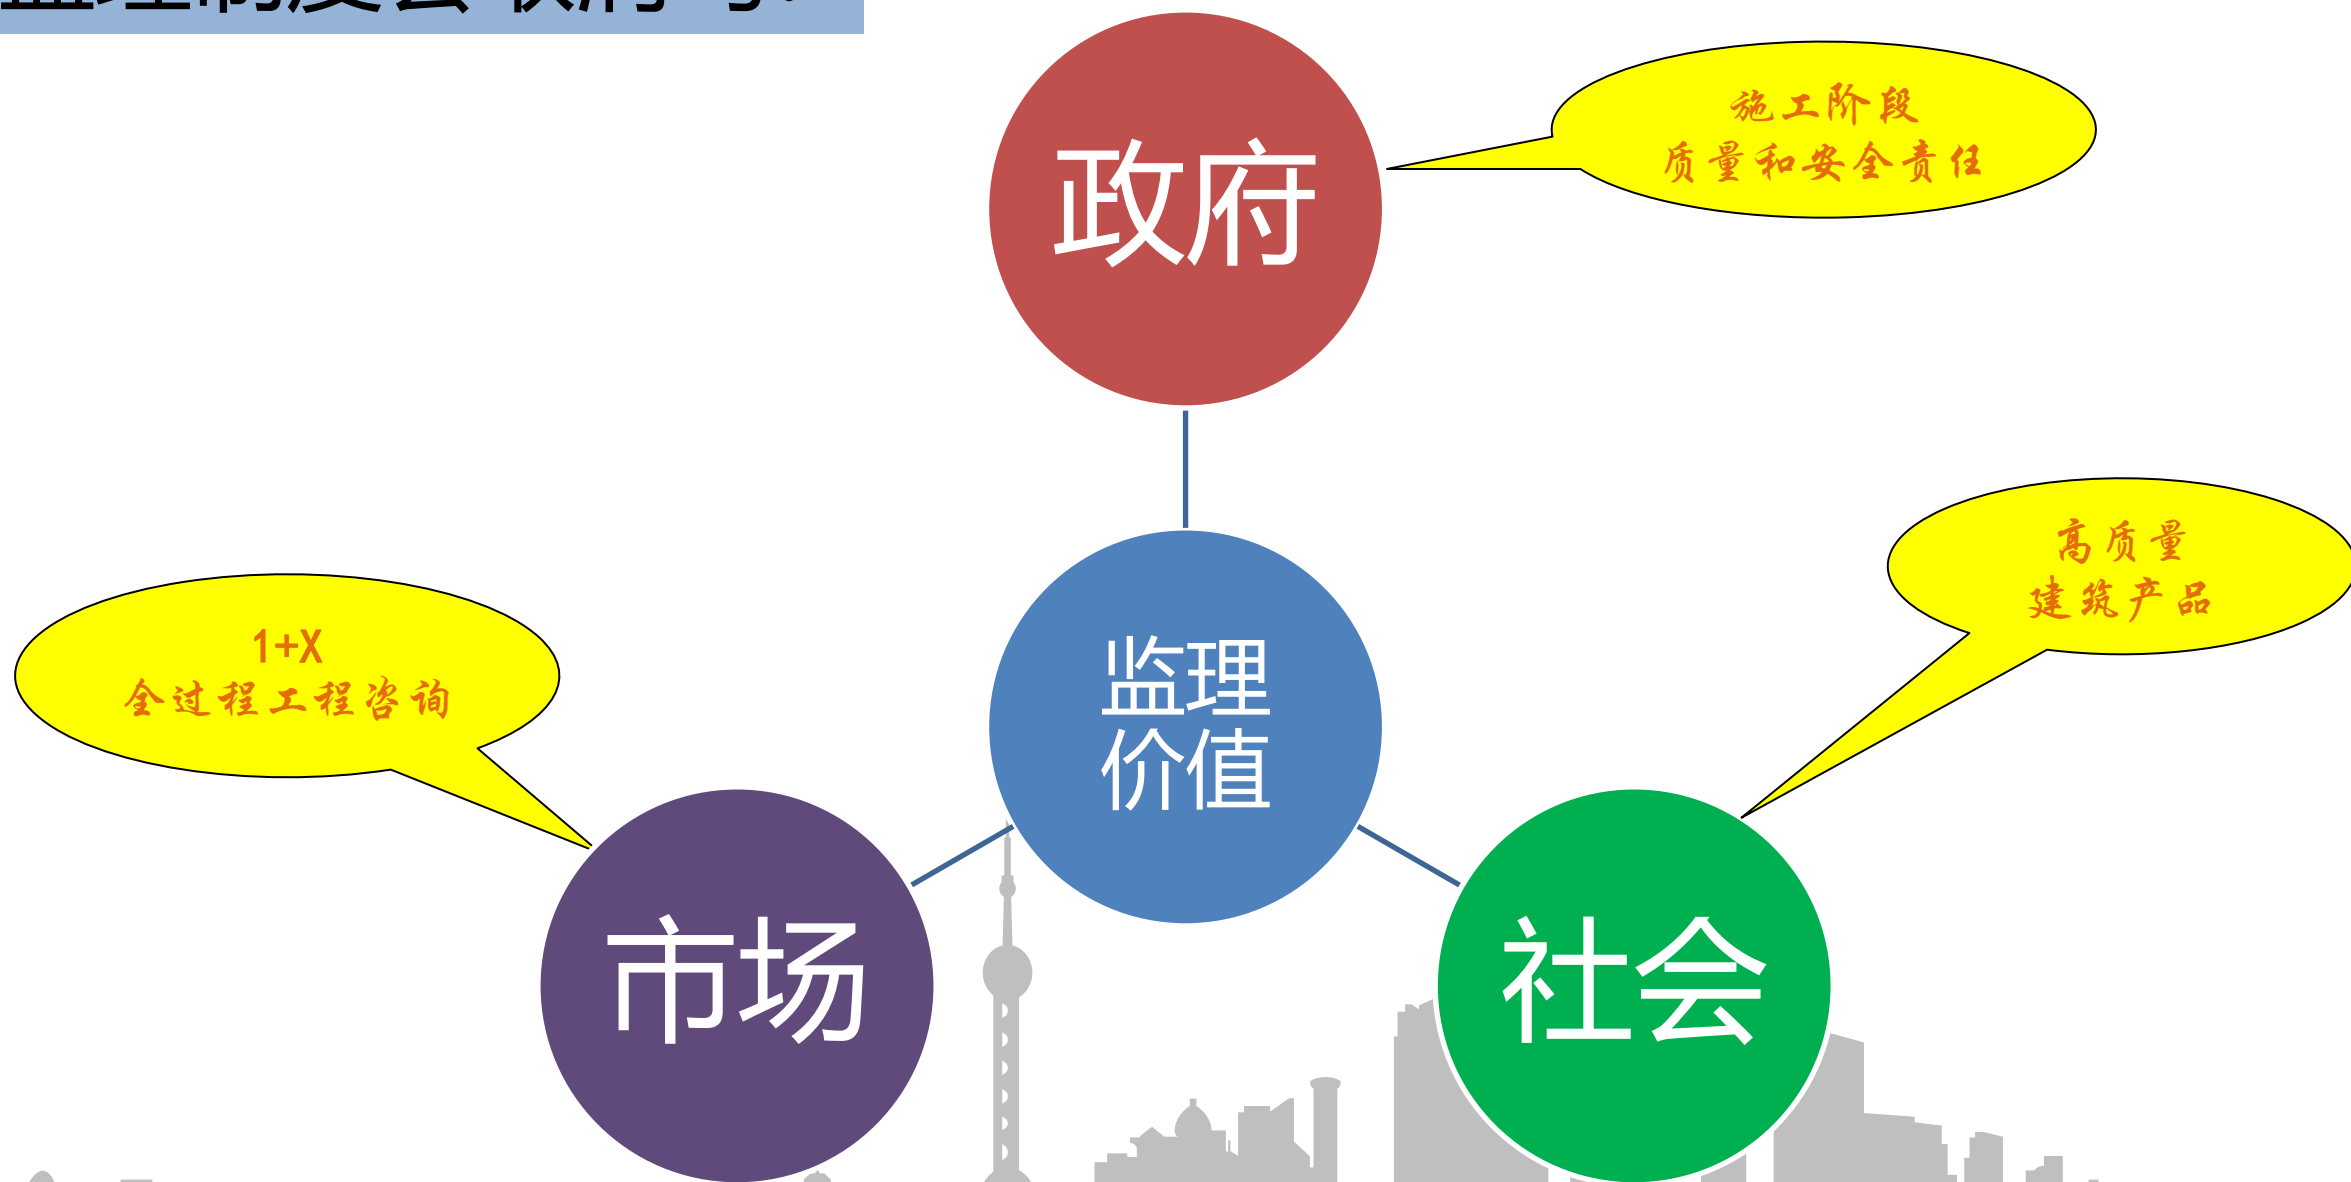 政府
施工阶段
质量和安全责任
高质量
建筑产品
1+X
全过程工程咨询
监理
价值
市场
社会